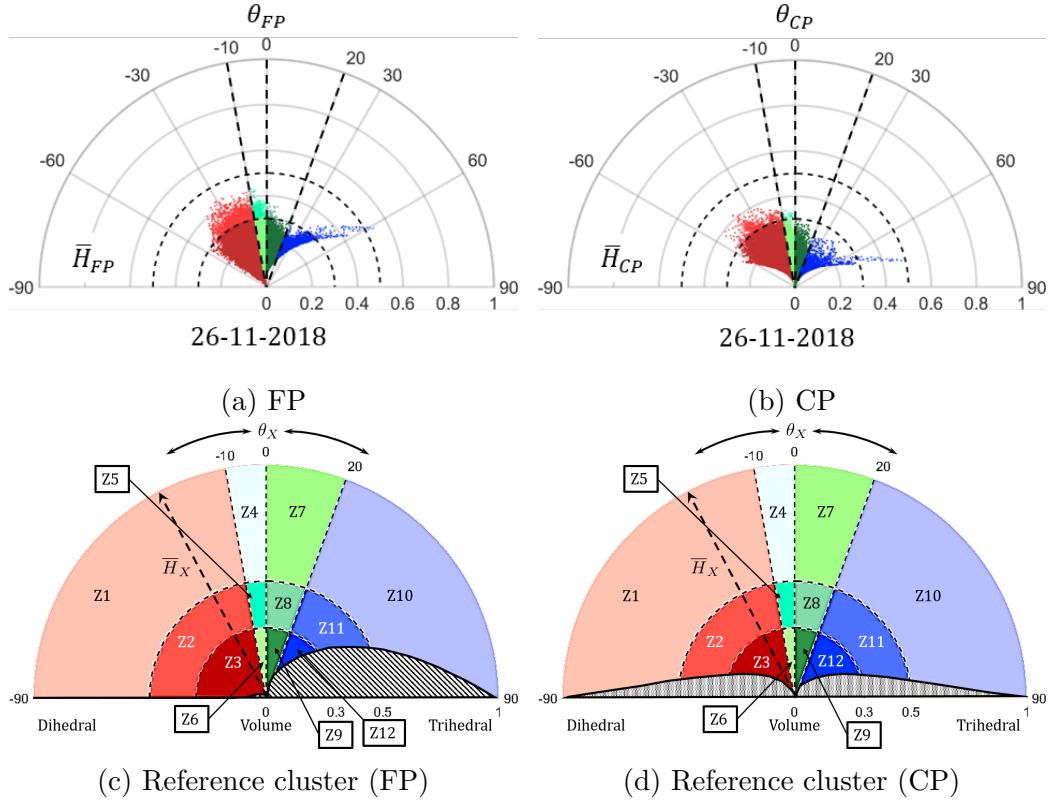 θ_FP
-10 0 20
-30 30
-60 60
H̅_FP
-90 90
0 0.2 0.4 0.6 0.8 1
26-11-2018
(a) FP
θ_CP
-10 0 20
-30 30
-60 60
H̅_CP
-90 90
0 0.2 0.4 0.6 0.8 1
26-11-2018
(b) CP
θ_X
-10 0 20
Z5
Z4 Z7
H̅_X
Z1 Z10
Z8
Z2 Z11
Z3
-90 90
Z6 0 0.3 0.5 1
Dihedral Volume Trihedral
Z9 Z12
(c) Reference cluster (FP)
θ_X
-10 0 20
Z5
Z4 Z7
H̅_X
Z1 Z10
Z8
Z2 Z11
Z3 Z12
-90 90
Z6 0 0.3 0.5 1
Dihedral Volume Trihedral
Z9
(d) Reference cluster (CP)